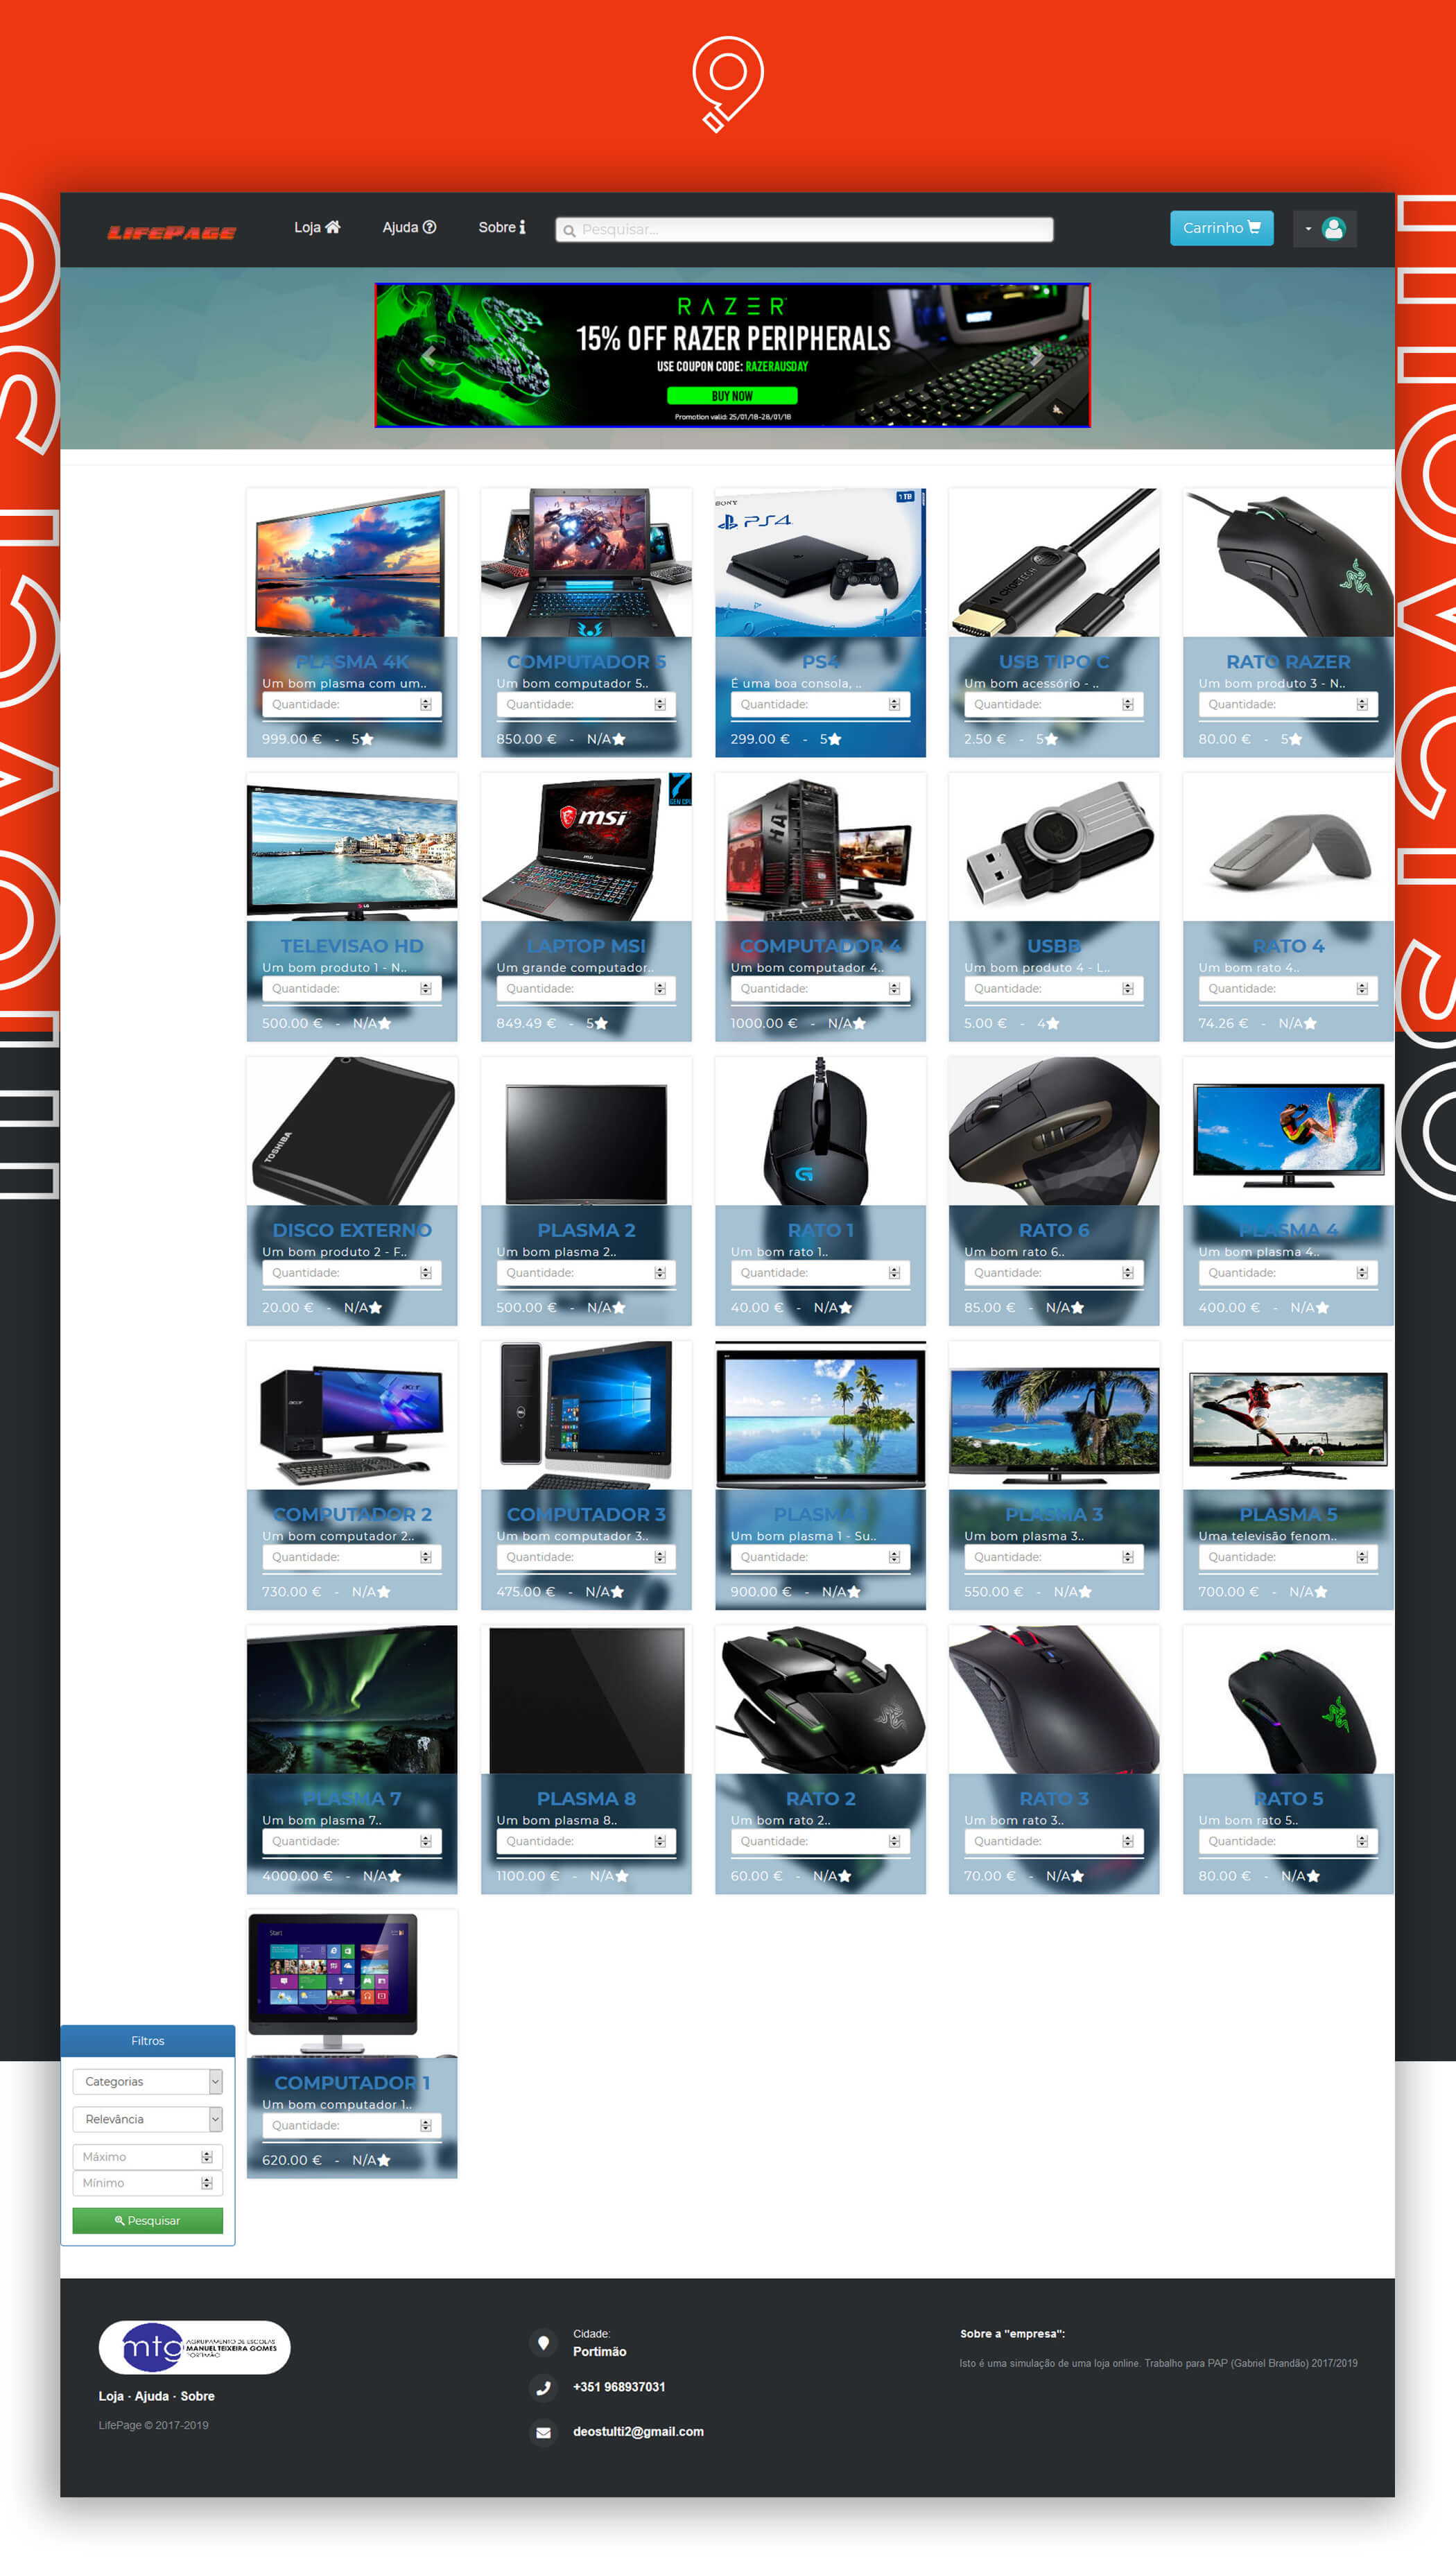 LifePage
Loja
Ajuda
Sobre
Pesquisar...
Carrinho
RAZER
15% OFF RAZER PERIPHERALS
USE COUPON CODE: RAZERAUSDAY
BUY NOW
Promotion valid: 25/01/18-28/01/18
SONY
PS4
1TB
CHOETECH
PLASMA 4K
Um bom plasma com um..
Quantidade:
999.00 € - 5
COMPUTADOR 5
Um bom computador 5..
Quantidade:
850.00 € - N/A
PS4
É uma boa consola, ..
Quantidade:
299.00 € - 5
USB TIPO C
Um bom acessório - ..
Quantidade:
2.50 € - 5
RATO RAZER
Um bom produto 3 - N..
Quantidade:
80.00 € - 5
LG
msi
7
GEN CPU
HAF
TELEVISAO HD
Um bom produto 1 - N..
Quantidade:
500.00 € - N/A
LAPTOP MSI
Um grande computador..
Quantidade:
849.49 € - 5
COMPUTADOR 4
Um bom computador 4..
Quantidade:
1000.00 € - N/A
USBB
Um bom produto 4 - L..
Quantidade:
5.00 € - 4
RATO 4
Um bom rato 4..
Quantidade:
74.26 € - N/A
TOSHIBA
G
DISCO EXTERNO
Um bom produto 2 - F..
Quantidade:
20.00 € - N/A
PLASMA 2
Um bom plasma 2..
Quantidade:
500.00 € - N/A
RATO 1
Um bom rato 1..
Quantidade:
40.00 € - N/A
RATO 6
Um bom rato 6..
Quantidade:
85.00 € - N/A
PLASMA 4
Um bom plasma 4..
Quantidade:
400.00 € - N/A
acer
acer
COMPUTADOR 2
Um bom computador 2..
Quantidade:
730.00 € - N/A
COMPUTADOR 3
Um bom computador 3..
Quantidade:
475.00 € - N/A
PLASMA 1
Um bom plasma 1 - Su..
Quantidade:
900.00 € - N/A
PLASMA 3
Um bom plasma 3..
Quantidade:
550.00 € - N/A
PLASMA 5
Uma televisão fenom..
Quantidade:
700.00 € - N/A
PLASMA 7
Um bom plasma 7..
Quantidade:
4000.00 € - N/A
PLASMA 8
Um bom plasma 8..
Quantidade:
1100.00 € - N/A
RATO 2
Um bom rato 2..
Quantidade:
60.00 € - N/A
RATO 3
Um bom rato 3..
Quantidade:
70.00 € - N/A
RATO 5
Um bom rato 5..
Quantidade:
80.00 € - N/A
Start
DELL
COMPUTADOR 1
Um bom computador 1..
Quantidade:
620.00 € - N/A
Filtros
Categorias
Relevância
Máximo
Mínimo
Pesquisar
mtg
AGRUPAMENTO DE ESCOLAS
MANUEL TEIXEIRA GOMES
PORTIMÃO
Loja · Ajuda · Sobre
LifePage © 2017-2019
Cidade:
Portimão
+351 968937031
deostulti2@gmail.com
Sobre a "empresa":
Isto é uma simulação de uma loja online. Trabalho para PAP (Gabriel Brandão) 2017/2019